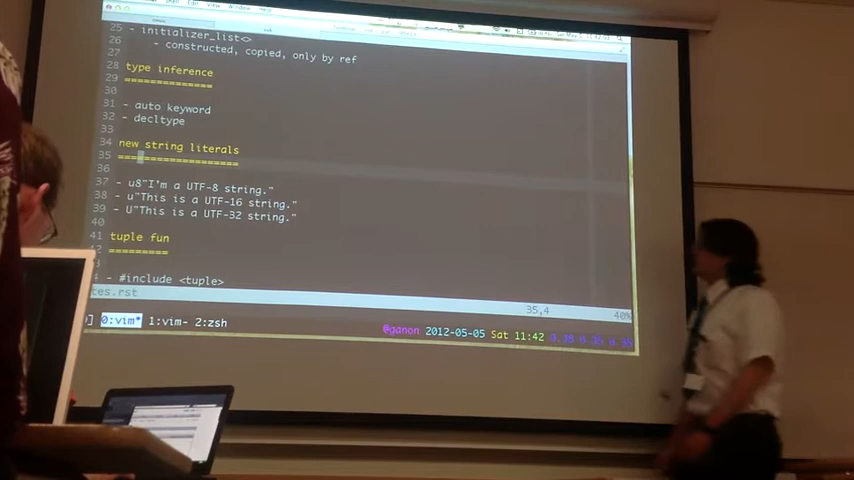 25 - initializer_list<>
26 - constructed, copied, only by ref
27
28 type inference
29 ==============
30
31 - auto keyword
32 - decltype
33
34 new string literals
35 ===================
36
37 - u8"I'm a UTF-8 string."
38 - u"This is a UTF-16 string."
39 - U"This is a UTF-32 string."
40
41 tuple fun
42 =========
- #include <tuple>
tes.rst 35,4 40%
0:vim* 1:vim- 2:zsh @ganon 2012-05-05 Sat 11:42